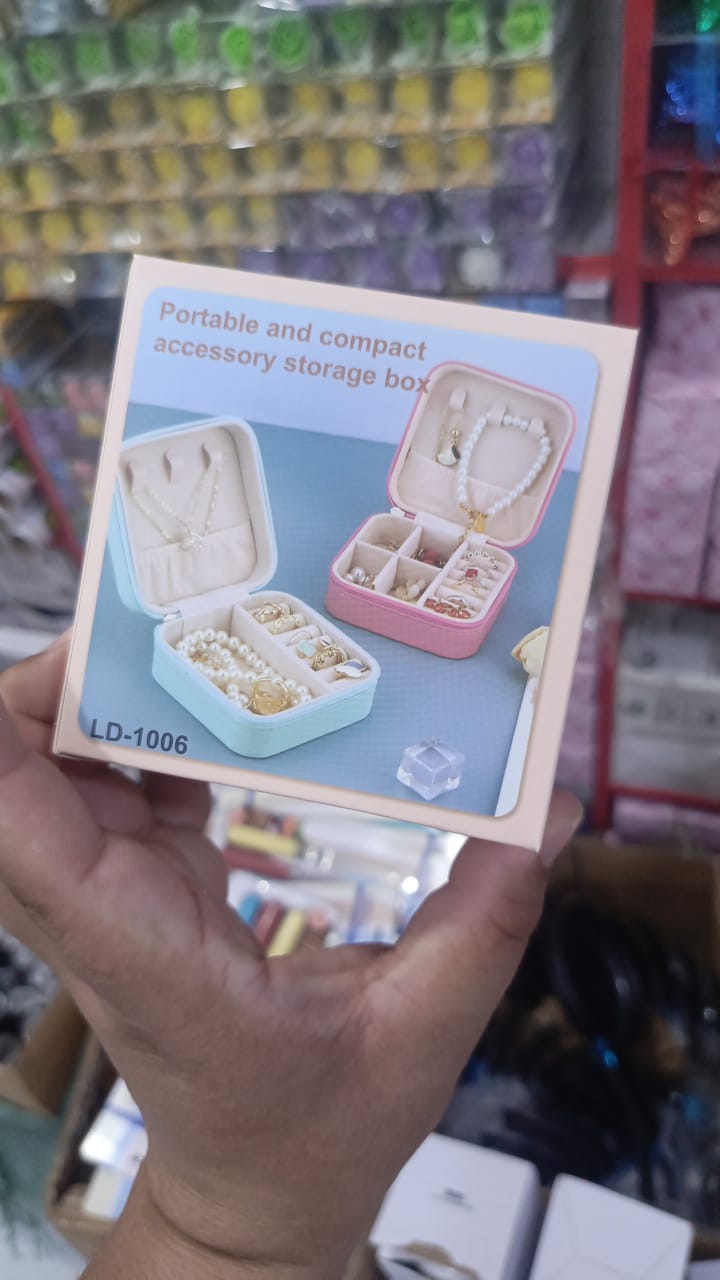 Portable and compact
accessory storage box
LD-1006